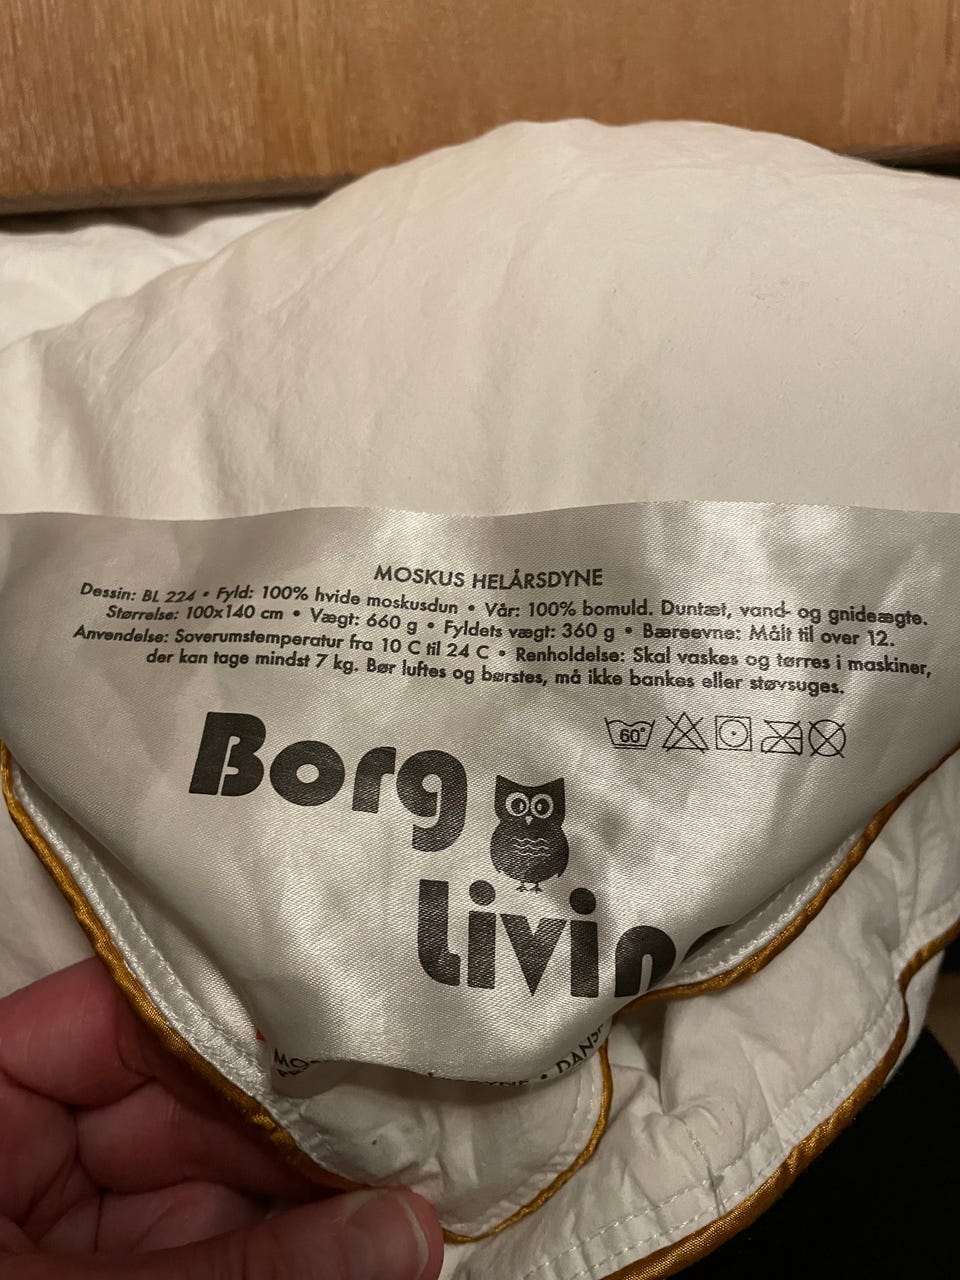 MOSKUS HELÅRSDYNE
Dessin: BL 224 • Fyld: 100% hvide moskusdun • Vår: 100% bomuld. Duntæt, vand- og gnideægte.
Størrelse: 100x140 cm • Vægt: 660 g • Fyldets vægt: 360 g • Bæreevne: Målt til over 12.
Anvendelse: Soverumstemperatur fra 10 C til 24 C • Renholdelse: Skal vaskes og tørres i maskiner,
der kan tage mindst 7 kg. Bør luftes og børstes, må ikke bankes eller støvsuges.
60°
Borg
Living